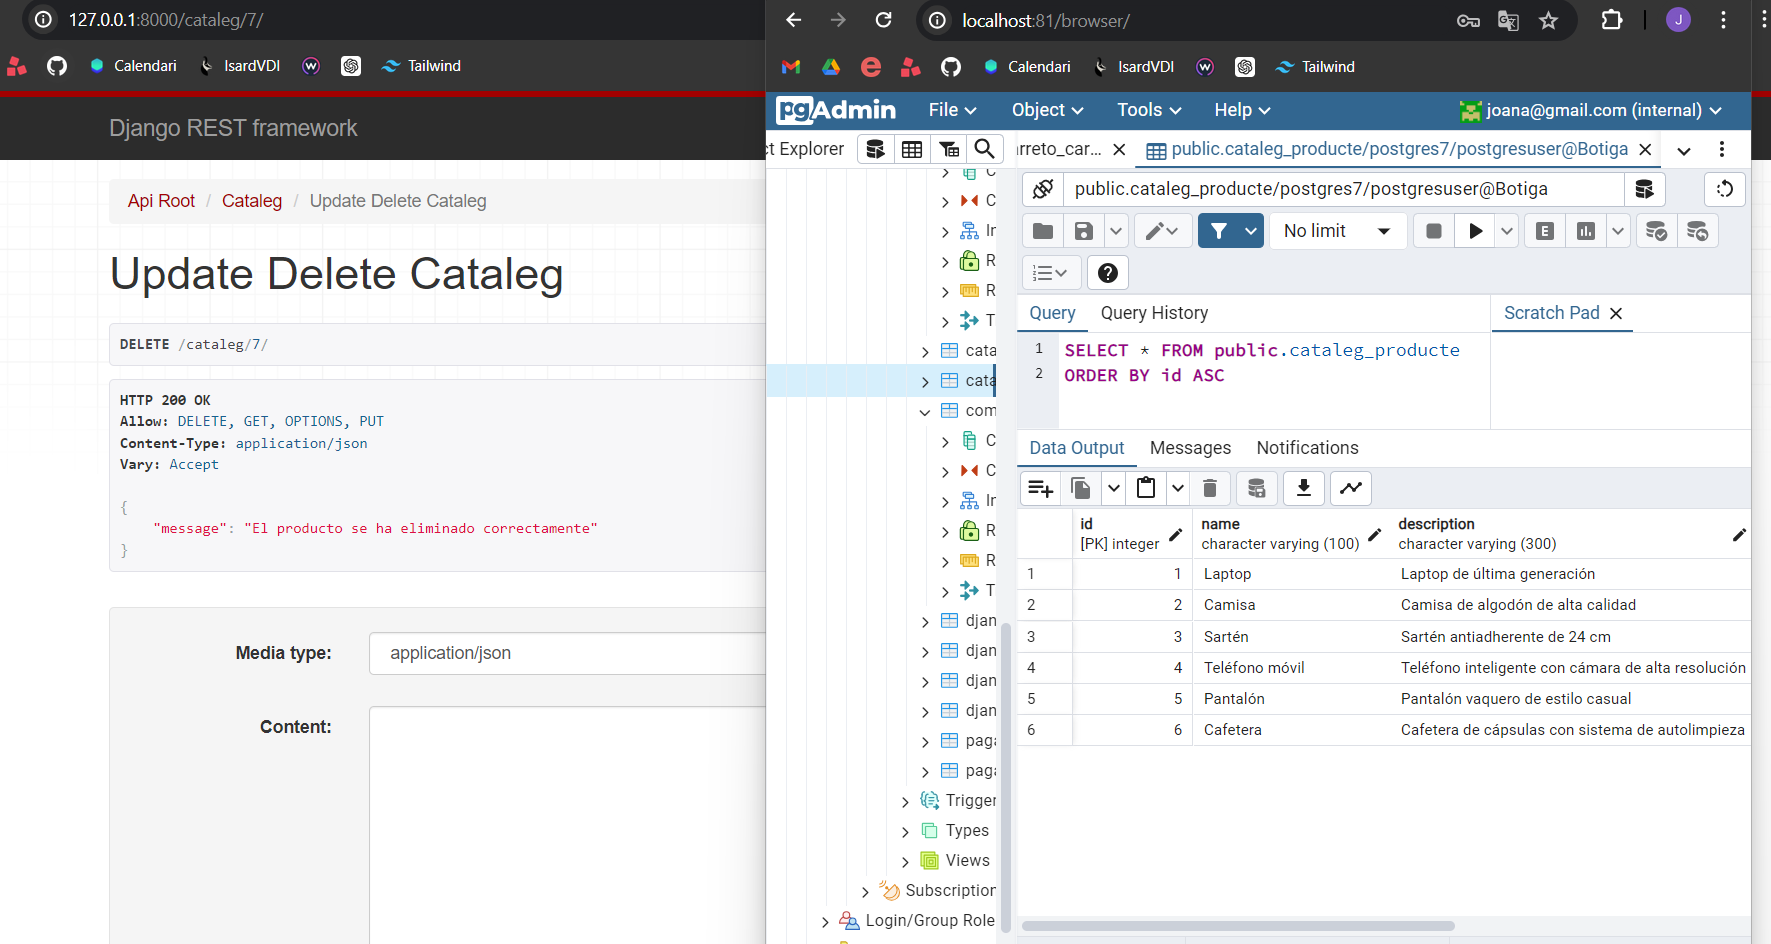 127.0.0.1:8000/cataleg/7/
Calendari
IsardVDI
Tailwind
Django REST framework
Api Root / Cataleg / Update Delete Cataleg
Update Delete Cataleg
DELETE /cataleg/7/
HTTP 200 OK
Allow: DELETE, GET, OPTIONS, PUT
Content-Type: application/json
Vary: Accept
{
"message": "El producto se ha eliminado correctamente"
}
Media type:
application/json
Content:
localhost:81/browser/
J
Calendari
IsardVDI
Tailwind
pgAdmin
File
Object
Tools
Help
joana@gmail.com (internal)
ct Explorer
rreto_car...
public.cataleg_producte/postgres7/postgresuser@Botiga
public.cataleg_producte/postgres7/postgresuser@Botiga
No limit
E
Query
Query History
Scratch Pad
1 SELECT * FROM public.cataleg_producte
2 ORDER BY id ASC
Data Output
Messages
Notifications
id
[PK] integer
name
character varying (100)
description
character varying (300)
1 1 Laptop Laptop de última generación
2 2 Camisa Camisa de algodón de alta calidad
3 3 Sartén Sartén antiadherente de 24 cm
4 4 Teléfono móvil Teléfono inteligente con cámara de alta resolución
5 5 Pantalón Pantalón vaquero de estilo casual
6 6 Cafetera Cafetera de cápsulas con sistema de autolimpieza
C
C
In
R
R
T
cata
cata
com
C
C
In
R
R
T
djan
djan
djan
djan
paga
paga
Trigger
Types
Views
Subscription
Login/Group Role